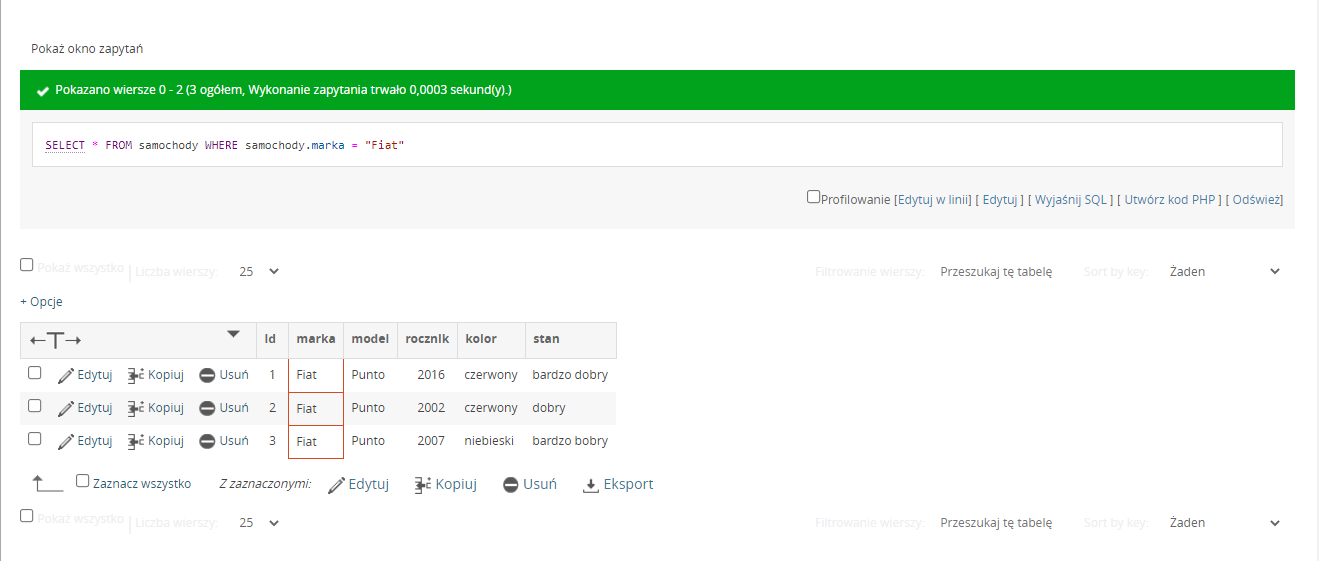 Pokaż okno zapytań
Pokazano wiersze 0 - 2 (3 ogółem, Wykonanie zapytania trwało 0,0003 sekund(y).)
SELECT * FROM samochody WHERE samochody.marka = "Fiat"
Profilowanie [Edytuj w linii] [ Edytuj ] [ Wyjaśnij SQL ] [ Utwórz kod PHP ] [ Odśwież]
Pokaż wszystko | Liczba wierszy: 25 Filtrowanie wierszy: Przeszukaj tę tabelę Sort by key: Żaden
+ Opcje
Id marka model rocznik kolor stan
Edytuj Kopiuj Usuń 1 Fiat Punto 2016 czerwony bardzo dobry
Edytuj Kopiuj Usuń 2 Fiat Punto 2002 czerwony dobry
Edytuj Kopiuj Usuń 3 Fiat Punto 2007 niebieski bardzo bobry
Zaznacz wszystko Z zaznaczonymi: Edytuj Kopiuj Usuń Eksport
Pokaż wszystko | Liczba wierszy: 25 Filtrowanie wierszy: Przeszukaj tę tabelę Sort by key: Żaden